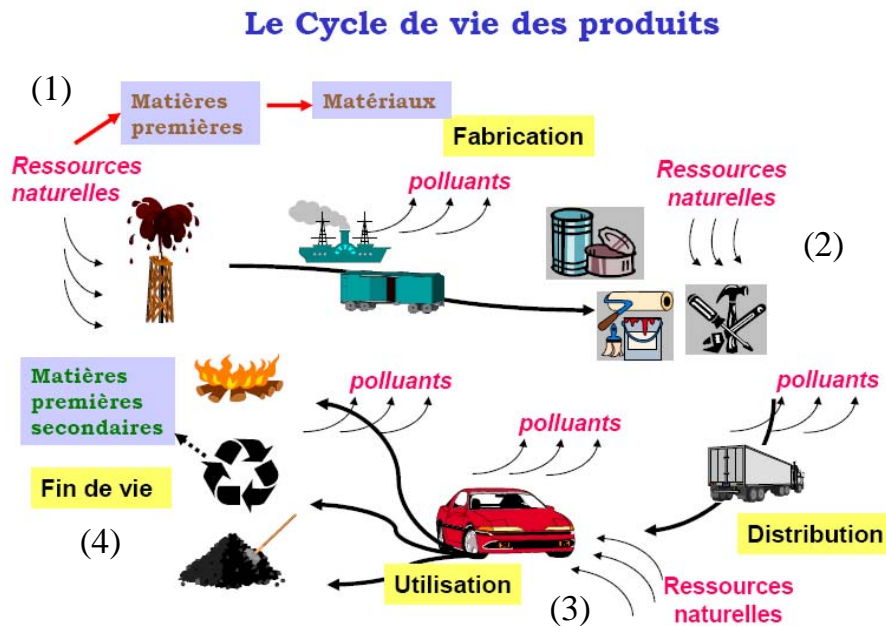 Le Cycle de vie des produits
(1)
Matières
premières
Matériaux
Fabrication
Ressources
naturelles
polluants
Ressources
naturelles
(2)
Matières
premières
secondaires
polluants
polluants
polluants
Fin de vie
(4)
Utilisation
Distribution
(3)
Ressources
naturelles